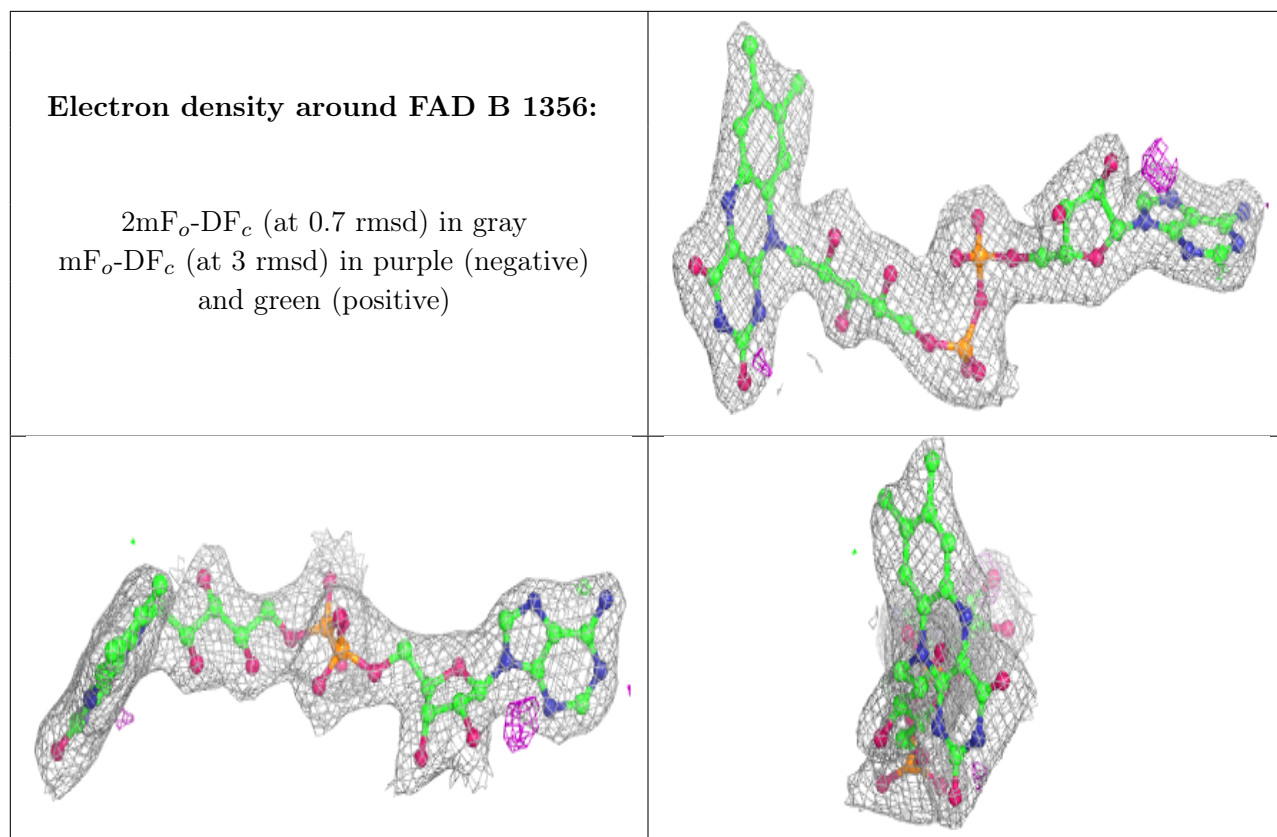 Electron density around FAD B 1356:
2mFo-DFc (at 0.7 rmsd) in gray
mFo-DFc (at 3 rmsd) in purple (negative)
and green (positive)